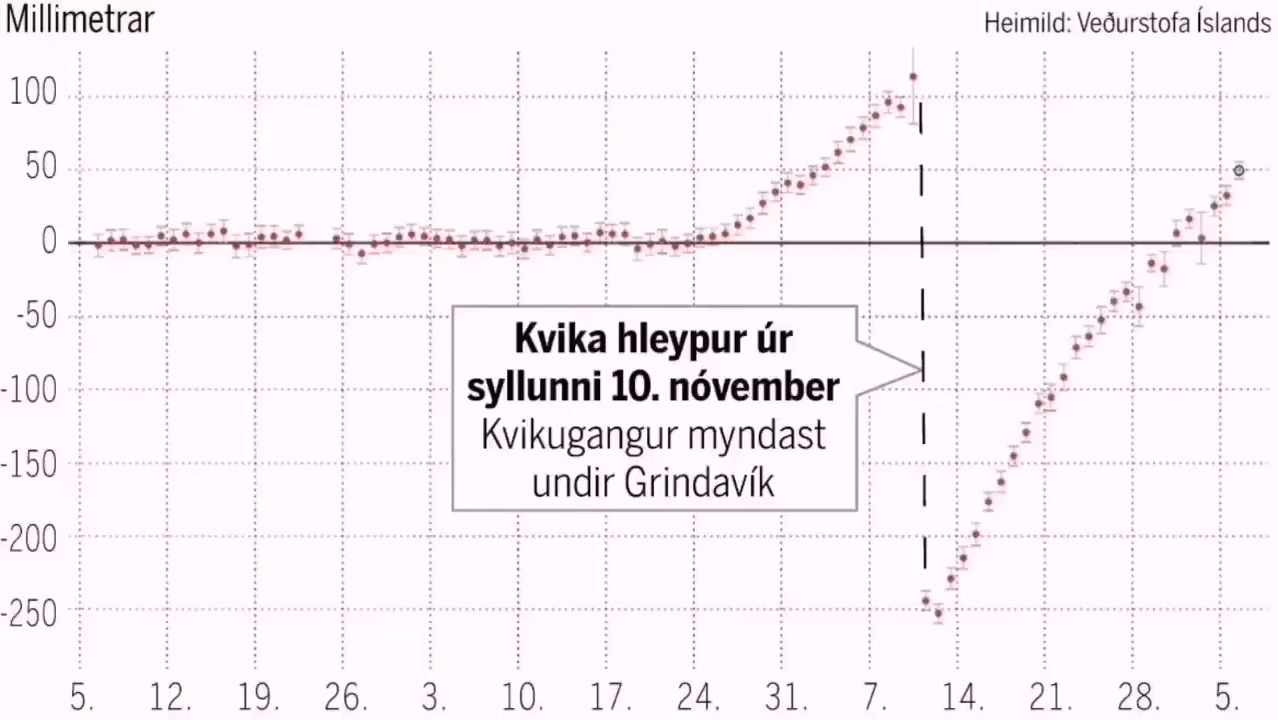 Millimetrar
Heimild: Veðurstofa Íslands
100
50
0
-50
-100
-150
-200
-250
Kvika hleypur úr
syllunni 10. nóvember
Kvikugangur myndast
undir Grindavík
5. 12. 19. 26. 3. 10. 17. 24. 31. 7. 14. 21. 28. 5.